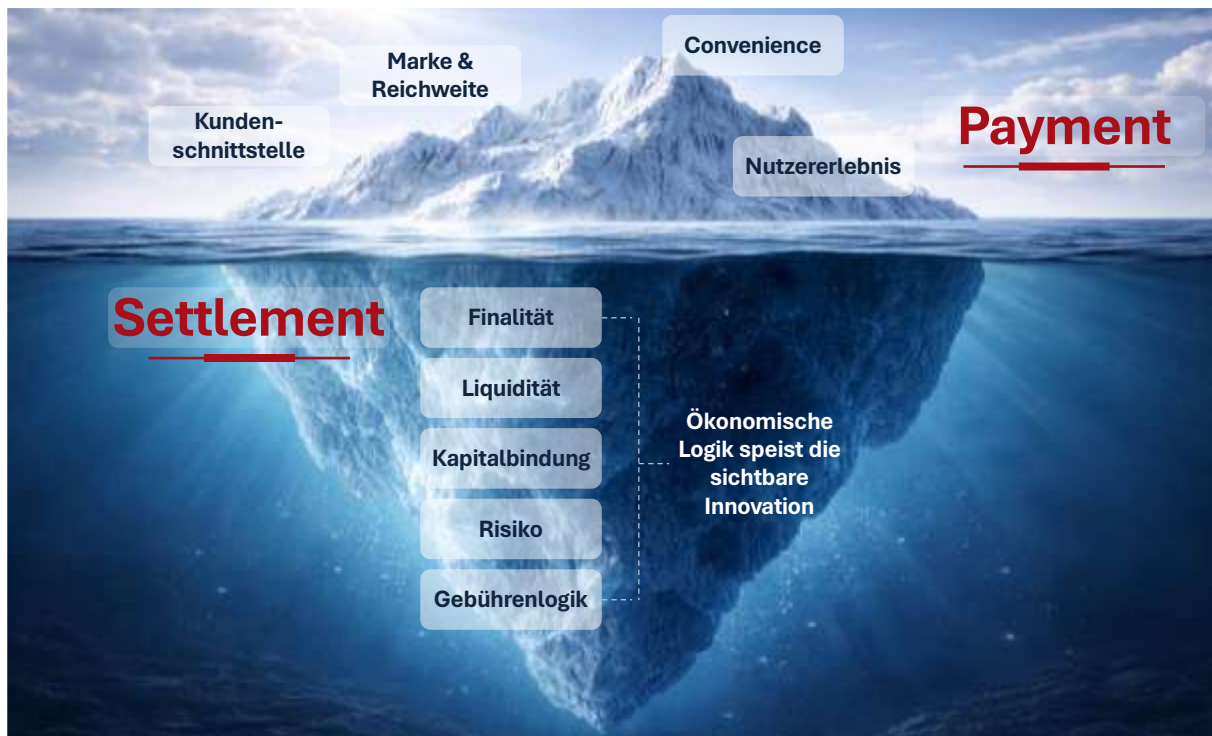 Convenience
Marke &
Reichweite
Kunden-
schnittstelle
Payment
Nutzererlebnis
Settlement
Finalität
Liquidität
Kapitalbindung
Risiko
Gebührenlogik
Ökonomische
Logik speist die
sichtbare
Innovation